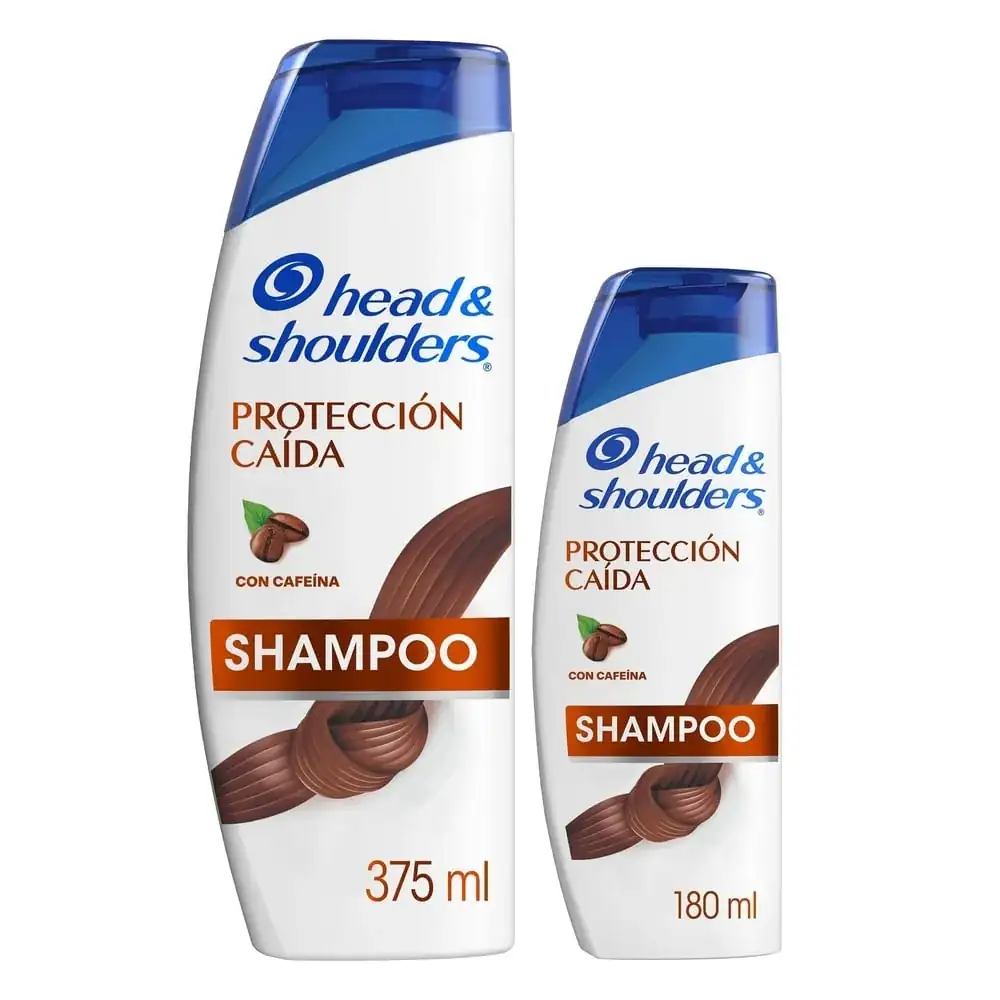 head &
shoulders®
PROTECCIÓN
CAÍDA
CON CAFEÍNA
SHAMPOO
375 ml
head &
shoulders®
PROTECCIÓN
CAÍDA
CON CAFEÍNA
SHAMPOO
180 ml